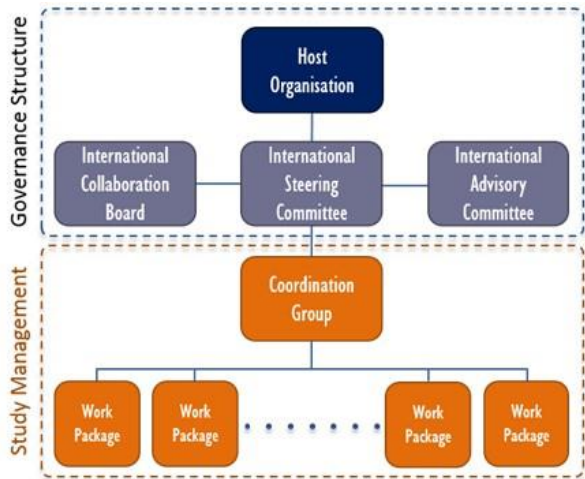 Governance Structure
Host
Organisation
International
Collaboration
Board
International
Steering
Committee
International
Advisory
Committee
Study Management
Coordination
Group
Work
Package
Work
Package
Work
Package
Work
Package